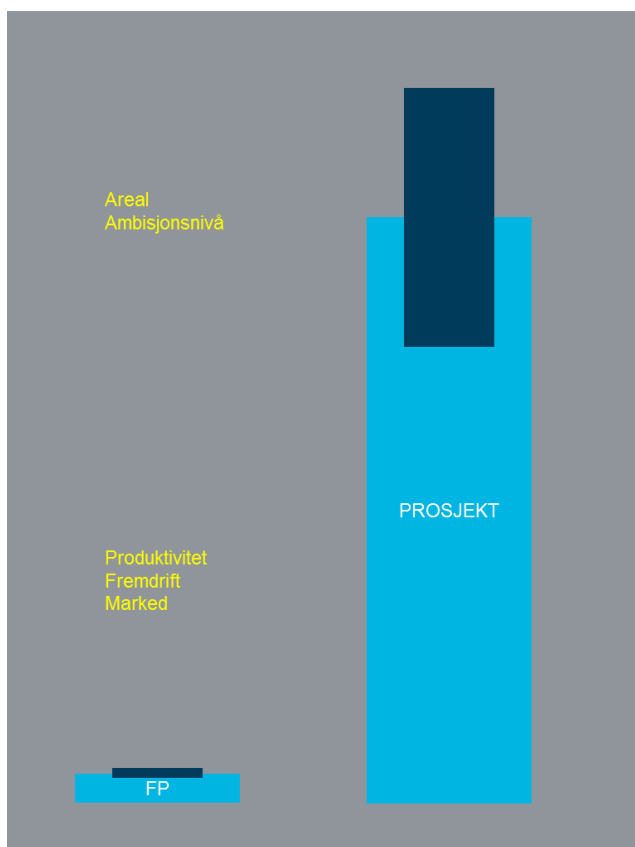 Areal
Ambisjonsnivå
PROSJEKT
Produktivitet
Fremdrift
Marked
FP